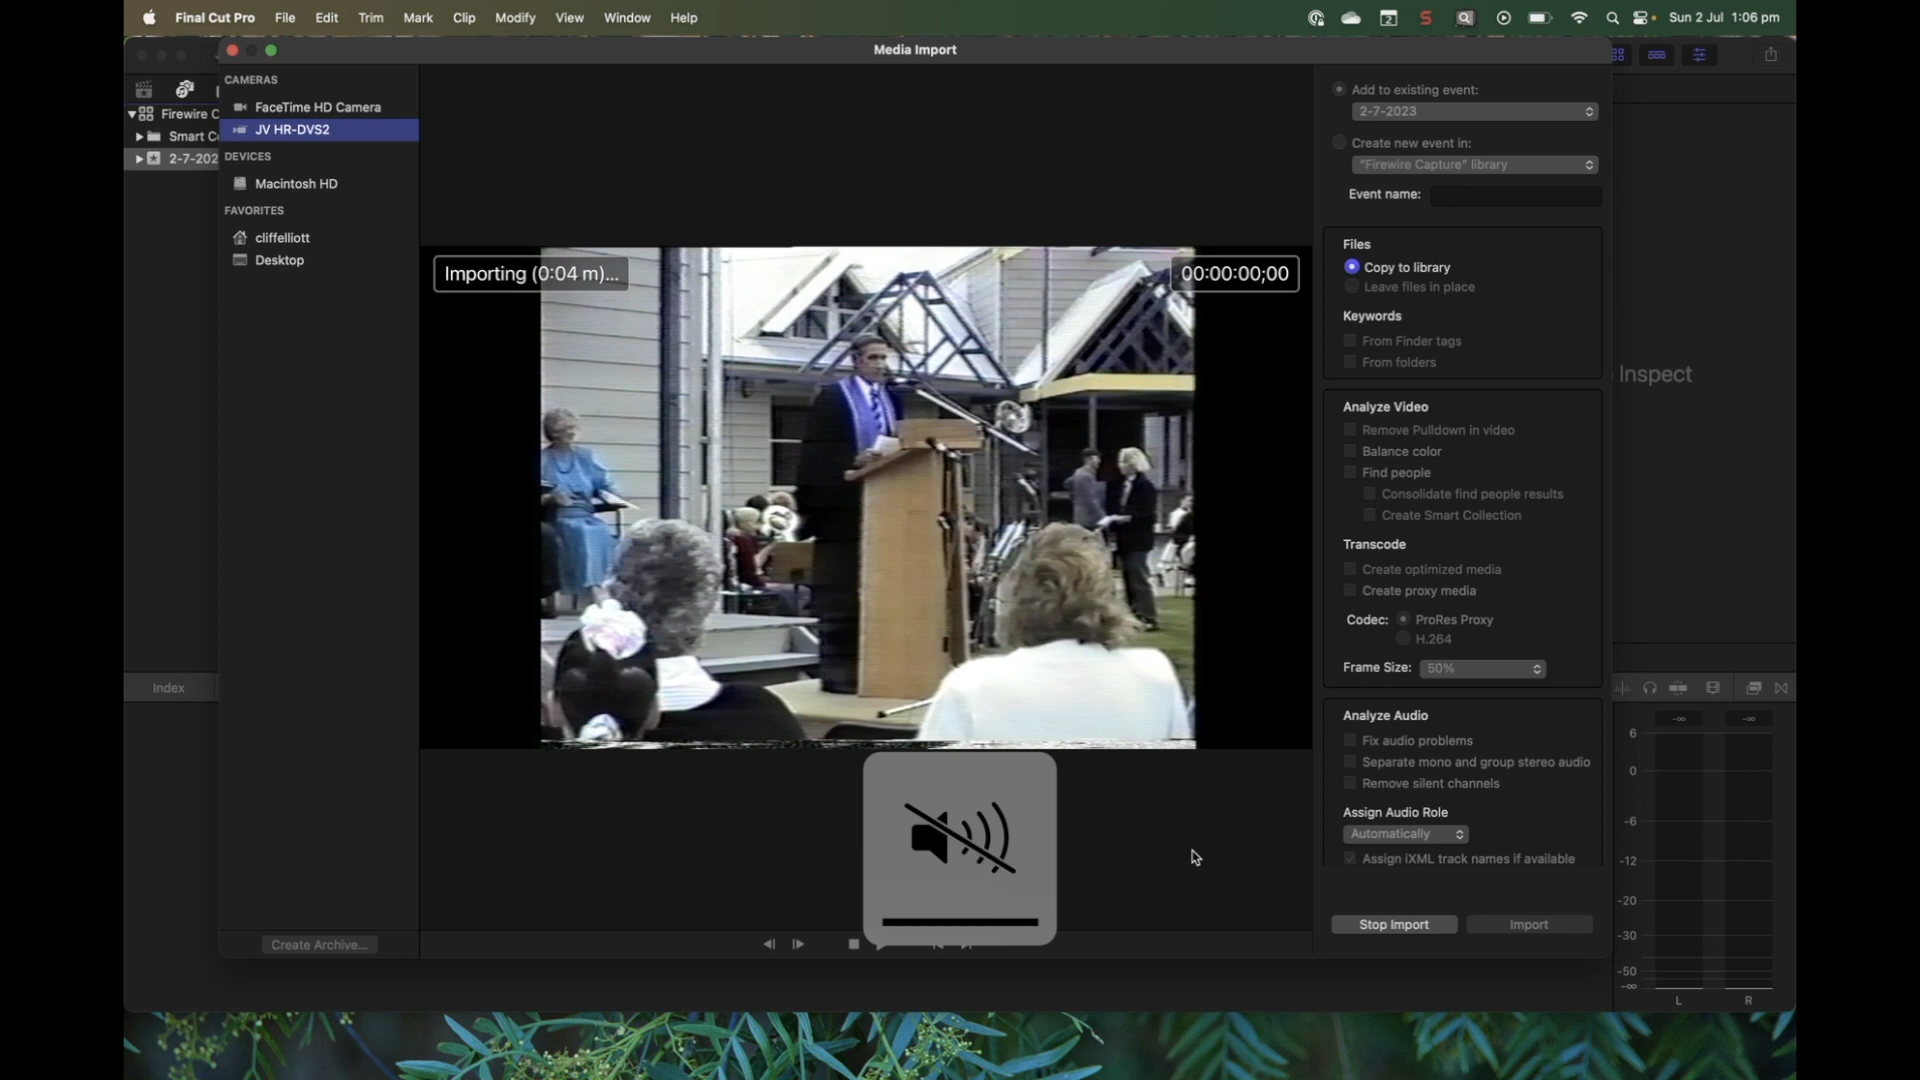 Final Cut Pro File Edit Trim Mark Clip Modify View Window Help
2 S Sun 2 Jul 1:06 pm
Media Import
CAMERAS
FaceTime HD Camera
JV HR-DVS2
DEVICES
Macintosh HD
FAVORITES
cliffelliott
Desktop
Firewire C
Smart Co
2-7-202
Index
Importing (0:04 m)...
00:00:00;00
Create Archive...
Add to existing event:
2-7-2023
Create new event in:
"Firewire Capture" library
Event name:
Files
Copy to library
Leave files in place
Keywords
From Finder tags
From folders
Analyze Video
Remove Pulldown in video
Balance color
Find people
Consolidate find people results
Create Smart Collection
Transcode
Create optimized media
Create proxy media
Codec: ProRes Proxy
H.264
Frame Size: 50%
Analyze Audio
Fix audio problems
Separate mono and group stereo audio
Remove silent channels
Assign Audio Role
Automatically
Assign iXML track names if available
Stop Import
Import
Inspect
-∞ -∞
6
0
-6
-12
-20
-30
-50
-∞
L R